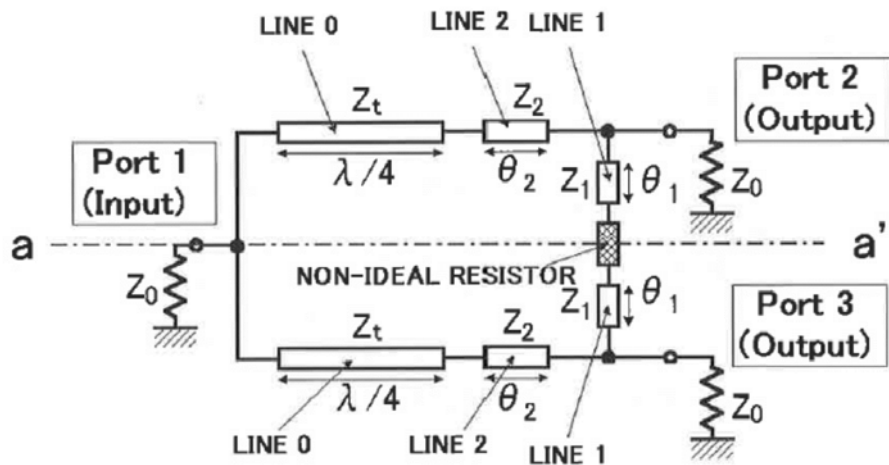 LINE 0
LINE 2 LINE 1
Port 2
(Output)
Zt
Z2
Port 1
(Input)
λ/4
θ2
Z1
θ1
Z0
a
a'
NON-IDEAL RESISTOR
Z0
Zt
Z2
Z1
θ1
Port 3
(Output)
λ/4
θ2
Z0
LINE 0
LINE 2
LINE 1